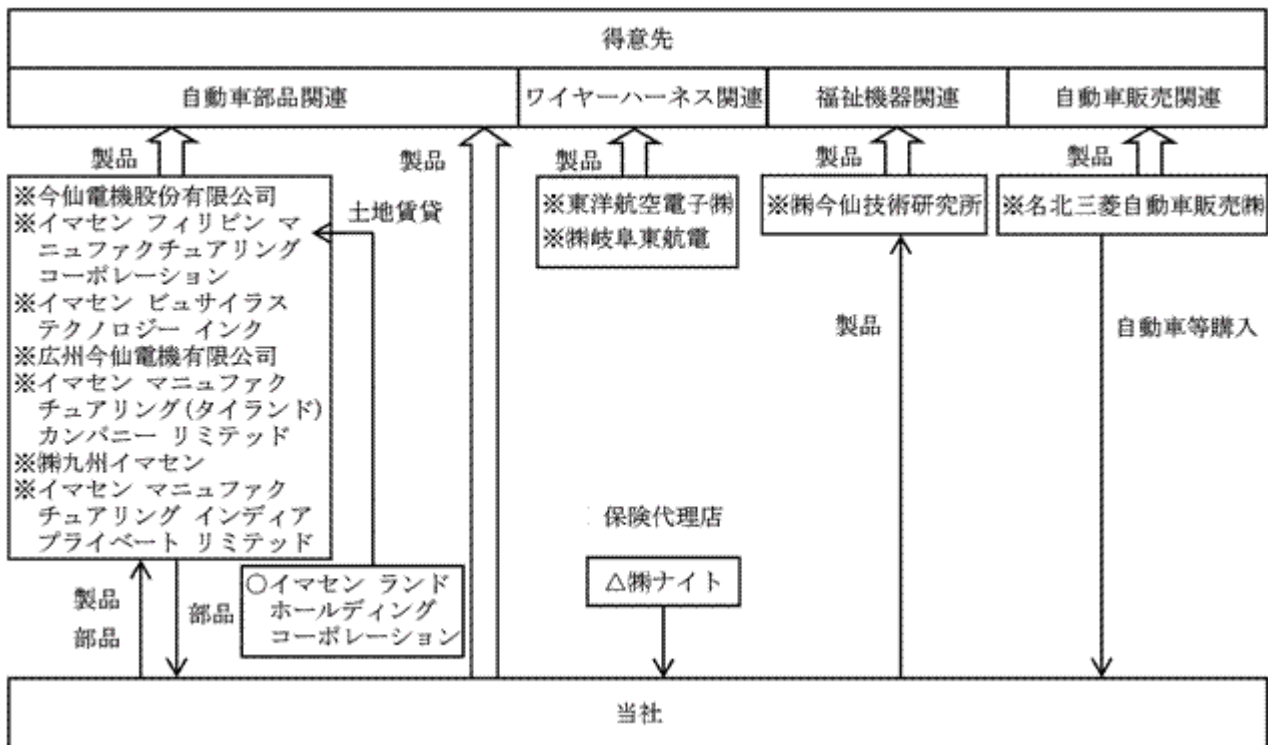 得意先
自動車部品関連
ワイヤーハーネス関連
福祉機器関連
自動車販売関連
製品
製品
製品
製品
製品
※今仙電機股份有限公司
※イマセン フィリピン マ
ニュファクチュアリング
コーポレーション
※イマセン ビュサイラス
テクノロジー インク
※広州今仙電機有限公司
※イマセン マニュファク
チュアリング(タイランド)
カンパニー リミテッド
※㈱九州イマセン
※イマセン マニュファク
チュアリング インディア
プライベート リミテッド
土地賃貸
※東洋航空電子㈱
※㈱岐阜東航電
※㈱今仙技術研究所
※名北三菱自動車販売㈱
製品
自動車等購入
保険代理店
△㈱ナイト
製品
部品
部品
○イマセン ランド
ホールディング
コーポレーション
当社